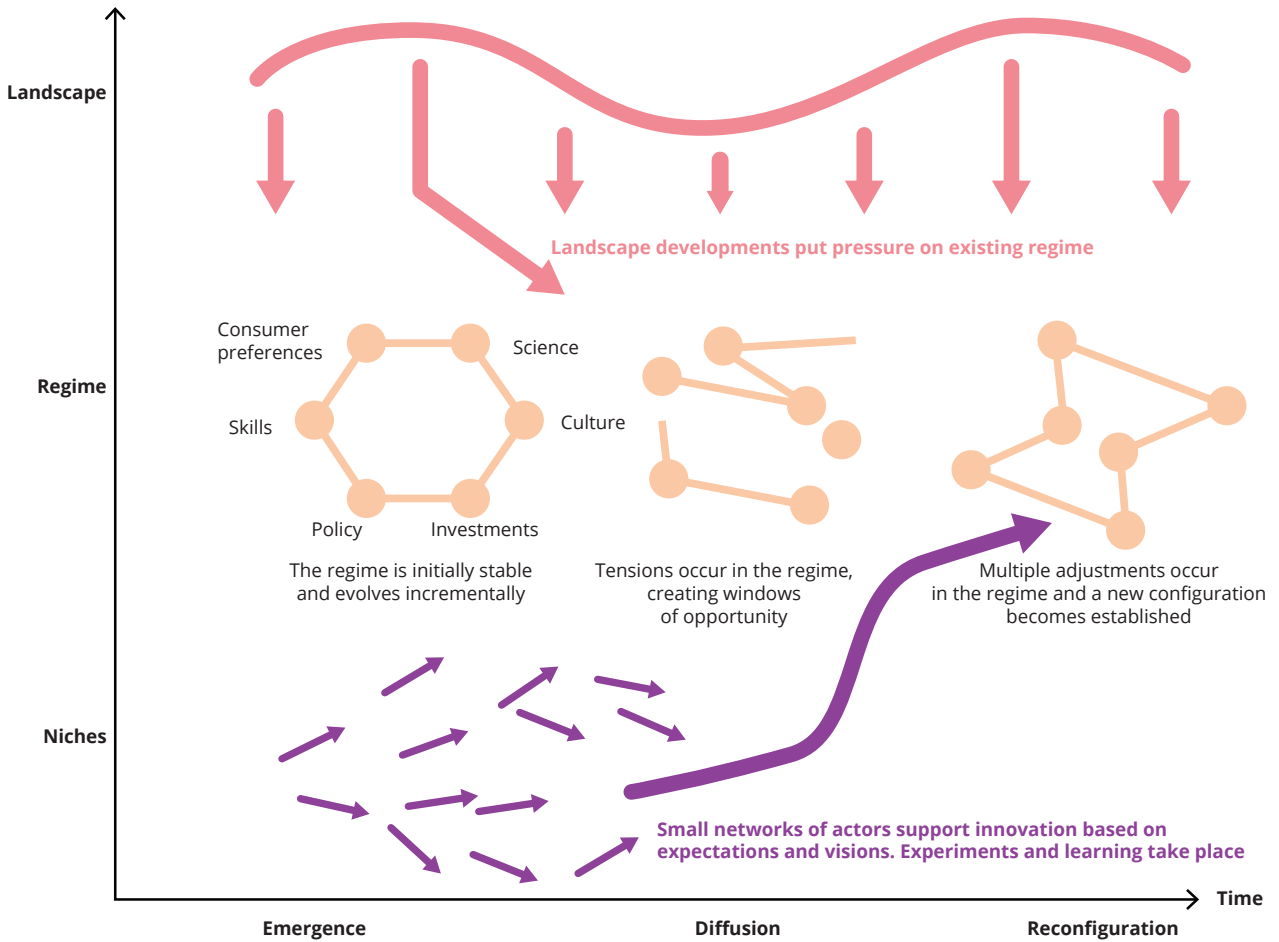 Landscape
Landscape developments put pressure on existing regime
Consumer
preferences
Science
Regime
Skills
Culture
Policy
Investments
The regime is initially stable
and evolves incrementally
Tensions occur in the regime,
creating windows
of opportunity
Multiple adjustments occur
in the regime and a new configuration
becomes established
Niches
Small networks of actors support innovation based on
expectations and visions. Experiments and learning take place
Time
Emergence
Diffusion
Reconfiguration